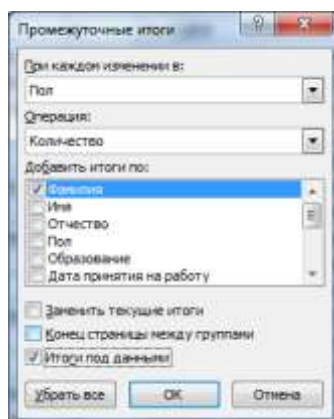 Промежуточные итоги
При каждом изменении в:
Пол
Операция:
Количество
Добавить итоги по:
Фамилия
Имя
Отчество
Пол
Образование
Дата принятия на работу
Заменить текущие итоги
Конец страницы между группами
Итоги под данными
Убрать все ОК Отмена